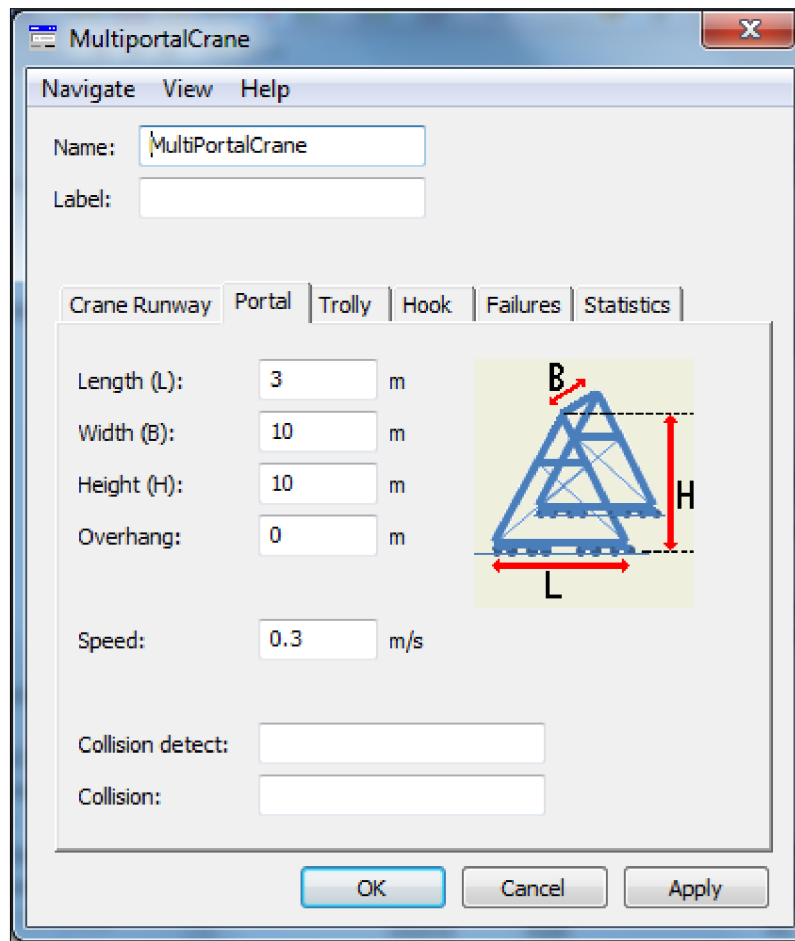 MultiportalCrane
X
Navigate View Help
Name: MultiPortalCrane
Label:
Crane Runway Portal Trolly Hook Failures Statistics
Length (L): 3 m
Width (B): 10 m
Height (H): 10 m
Overhang: 0 m
B
H
L
Speed: 0.3 m/s
Collision detect:
Collision:
OK Cancel Apply